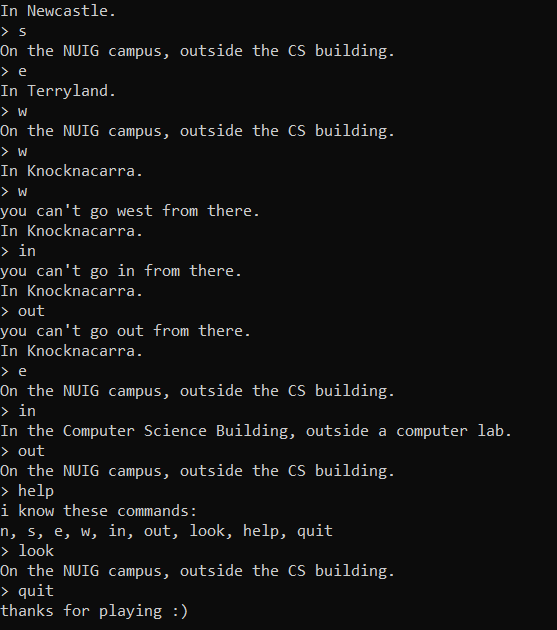 In Newcastle.
> s
On the NUIG campus, outside the CS building.
> e
In Terryland.
> w
On the NUIG campus, outside the CS building.
> w
In Knocknacarra.
> w
you can't go west from there.
In Knocknacarra.
> in
you can't go in from there.
In Knocknacarra.
> out
you can't go out from there.
In Knocknacarra.
> e
On the NUIG campus, outside the CS building.
> in
In the Computer Science Building, outside a computer lab.
> out
On the NUIG campus, outside the CS building.
> help
i know these commands:
n, s, e, w, in, out, look, help, quit
> look
On the NUIG campus, outside the CS building.
> quit
thanks for playing :)